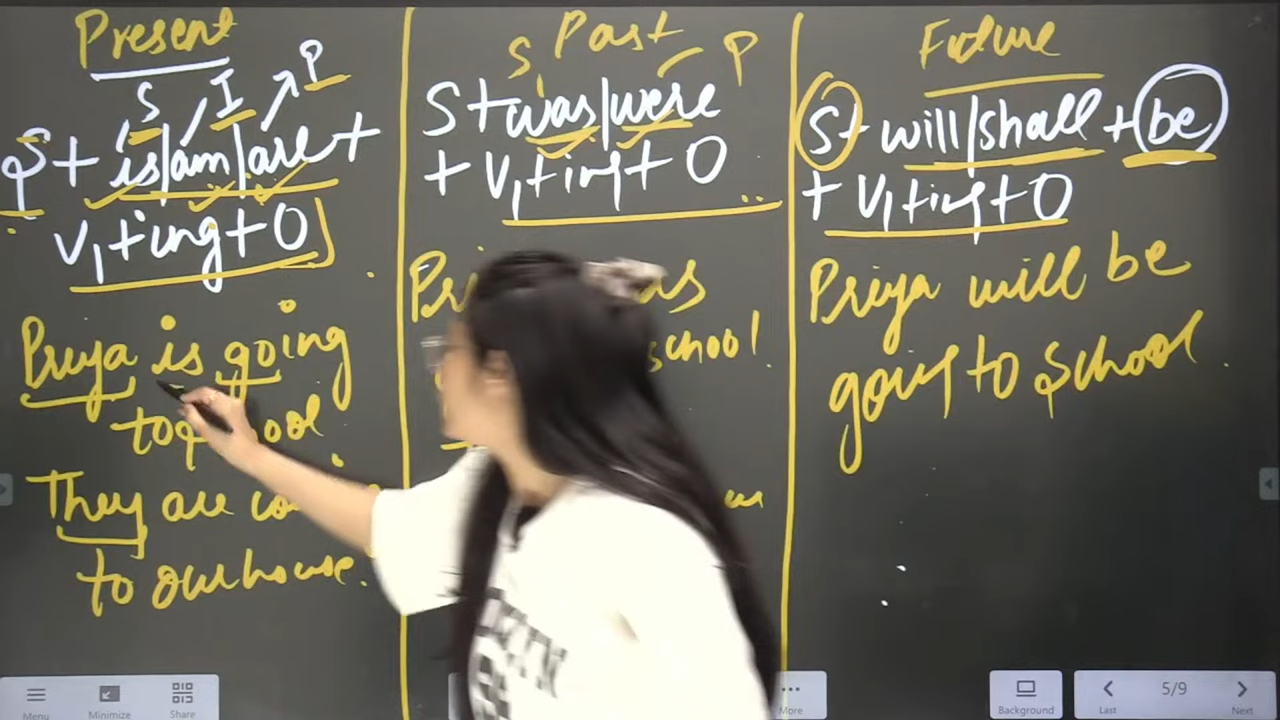 Present
S I P
S + is/am/are +
V1 + ing + O
Priya is going
to
They are
to our house.
Past
S P
S + was/were
+ V1 + ing + O
school.
Future
S + will/shall + be
+ V1 + ing + O
Priya will be
going to School.
Menu
Minimize
Share
More
Background
Last
5/9
Next